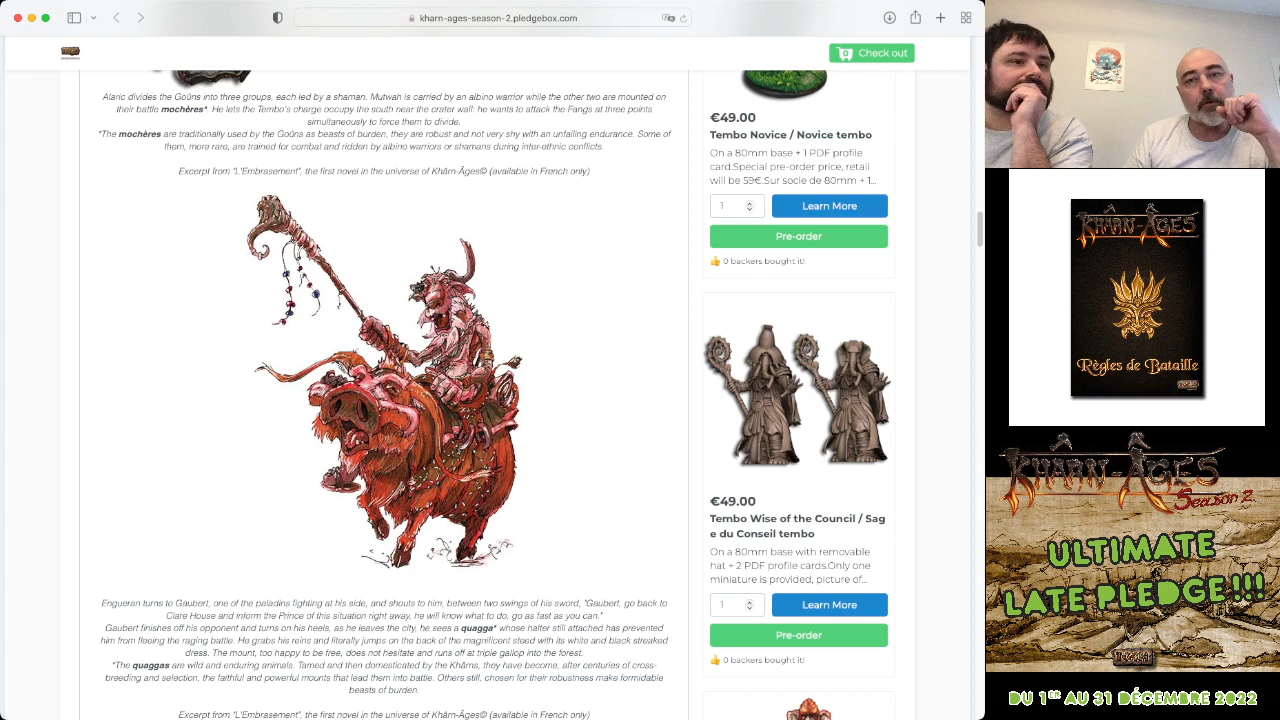 kharn-ages-season-2.pledgebox.com
0 Check out
Alaric divides the Goûns into three groups, each led by a shaman. Mutwah is carried by an albino warrior while the other two are mounted on
their battle mochères*. He lets the Tembo's charge occupy the south near the crater wall: he wants to attack the Fangs at three points
simultaneously to force them to divide.
*The mochères are traditionally used by the Goûns as beasts of burden, they are robust and not very shy with an unfailing endurance. Some of
them, more rare, are trained for combat and ridden by albino warriors or shamans during inter-ethnic conflicts.
Excerpt from "L'Embrasement", the first novel in the universe of Khârn-Âges© (available in French only)
Engueran turns to Gaubert, one of the paladins fighting at his side, and shouts to him, between two swings of his sword, "Gaubert, go back to
Clare House and inform the Prince of this situation right away, he will know what to do, go as fast as you can."
Gaubert finishes off his opponent and turns on his heels, as he leaves the city, he sees a quagga* whose halter still attached has prevented
him from fleeing the raging battle. He grabs his reins and literally jumps on the back of the magnificent steed with its white and black streaked
dress. The mount, too happy to be free, does not hesitate and runs off at triple gallop into the forest.
*The quaggas are wild and enduring animals. Tamed and then domesticated by the Khârns, they have become, after centuries of cross-
breeding and selection, the faithful and powerful mounts that lead them into battle. Others still, chosen for their robustness make formidable
beasts of burden.
Excerpt from "L'Embrasement", the first novel in the universe of Khârn-Âges© (available in French only)
€49.00
Tembo Novice / Novice tembo
On a 80mm base + 1 PDF profile
card.Special pre-order price, retail
will be 59€.Sur socle de 80mm + 1...
1
Learn More
Pre-order
0 backers bought it!
€49.00
Tembo Wise of the Council / Sag
e du Conseil tembo
On a 80mm base with removable
hat + 2 PDF profile cards.Only one
miniature is provided, picture of...
1
Learn More
Pre-order
0 backers bought it!
KHÂRN-ÂGES
Règles de Bataille
KHÂRN-ÂGES
Season 2
ULTIMATE
LATE PLEDGE!!!
DU 1ER AU 31 DÉCEMBRE 2022